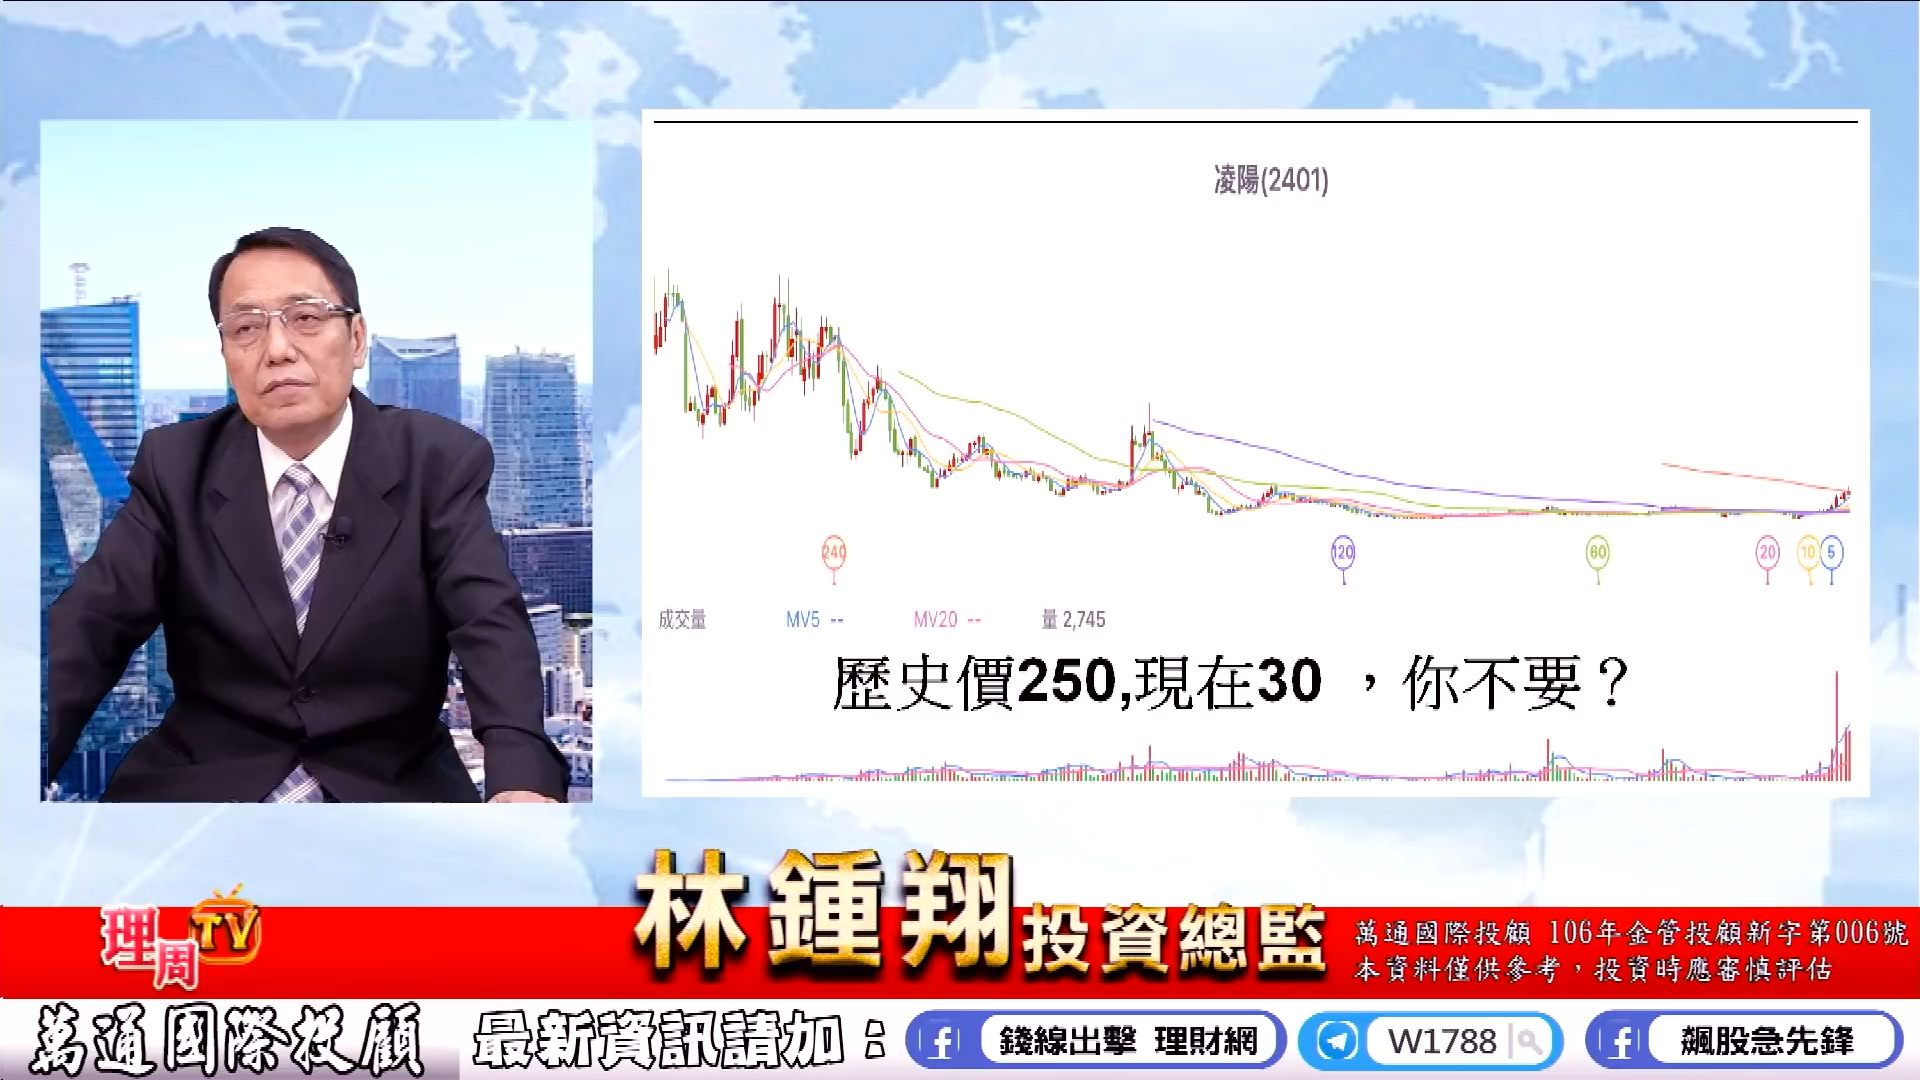 凌陽(2401)
240
120
60
20
10
5
成交量 MV5 -- MV20 -- 量 2,745
歷史價250,現在30 ，你不要？
理周TV
林鍾翔 投資總監
萬通國際投顧 106年金管投顧新字第006號
本資料僅供參考，投資時應審慎評估
萬通國際投顧 最新資訊請加： 錢線出擊 理財網 W1788 飆股急先鋒